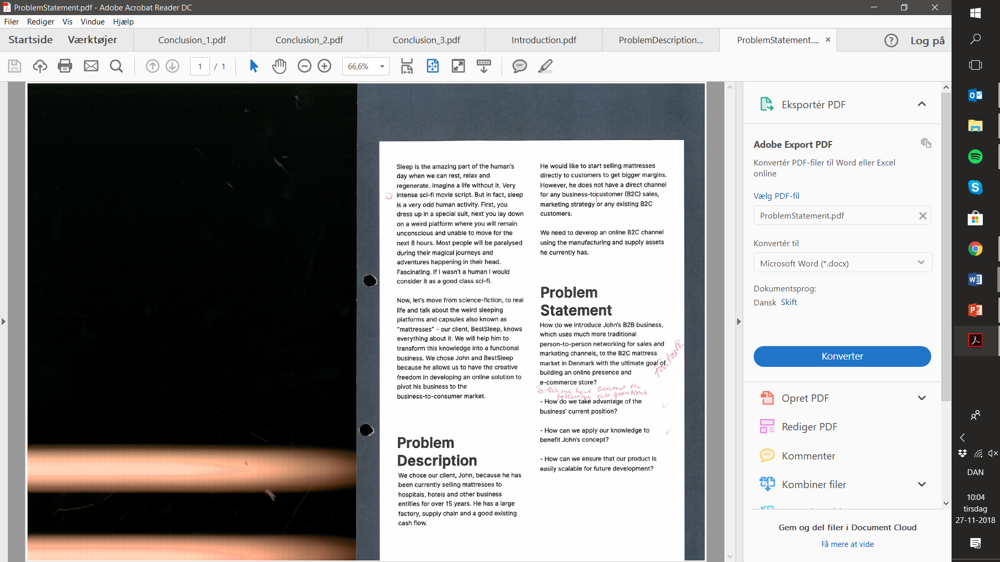 ProblemStatement.pdf - Adobe Acrobat Reader DC
Filer Rediger Vis Vindue Hjælp
Startside Værktøjer Conclusion_1.pdf Conclusion_2.pdf Conclusion_3.pdf Introduction.pdf ProblemDescription... ProblemStatement.... Log på
1 / 1 66,6%
Sleep is the amazing part of the human's
day when we can rest, relax and
regenerate. Imagine a life without it. Very
intense sci-fi movie script. But in fact, sleep
is a very odd human activity. First, you
dress up in a special suit, next you lay down
on a weird platform where you will remain
unconscious and unable to move for the
next 8 hours. Most people will be paralysed
during their magical journeys and
adventures happening in their head.
Fascinating. If I wasn't a human I would
consider it as a good class sci-fi.
Now, let's move from science-fiction, to real
life and talk about the weird sleeping
platforms and capsules also known as
"mattresses" - our client, BestSleep, knows
everything about it. We will help him to
transform this knowledge into a functional
business. We chose John and BestSleep
because he allows us to have the creative
freedom in developing an online solution to
pivot his business to the
business-to-consumer market.
Problem
Description
We chose our client, John, because he has
been currently selling mattresses to
hospitals, hotels and other business
entities for over 15 years. He has a large
factory, supply chain and a good existing
cash flow.
He would like to start selling mattresses
directly to customers to get bigger margins.
However, he does not have a direct channel
for any business-tocustomer (B2C) sales,
marketing strategy or any existing B2C
customers.
We need to develop an online B2C channel
using the manufacturing and supply assets
he currently has.
Problem
Statement
How do we introduce John's B2B business,
which uses much more traditional
person-to-person networking for sales and
marketing channels, to the B2C mattress
market in Denmark with the ultimate goal of
building an online presence and
e-commerce store?
For this we have created the
following sub questions.
- How do we take advantage of the
business' current position?
- How can we apply our knowledge to
benefit John's concept?
- How can we ensure that our product is
easily scalable for future development?
Eksportér PDF
Adobe Export PDF
Konvertér PDF-filer til Word eller Excel
online
Vælg PDF-fil
ProblemStatement.pdf
Konvertér til
Microsoft Word (*.docx)
Dokumentsprog:
Dansk Skift
Konverter
Opret PDF
Rediger PDF
Kommenter
Kombiner filer
Gem og del filer i Document Cloud
Få mere at vide
DAN
10:04
tirsdag
27-11-2018